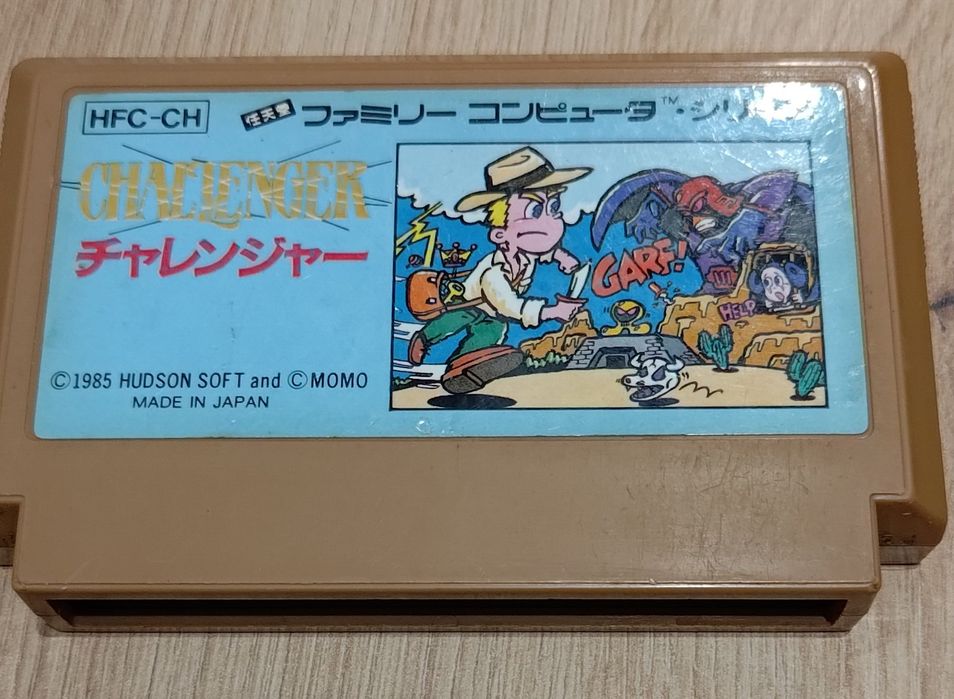 HFC-CH
任天堂 ファミリー コンピュータ™・シリーズ
CHALLENGER
チャレンジャー
GARF!
HELP
©1985 HUDSON SOFT and ©MOMO
MADE IN JAPAN